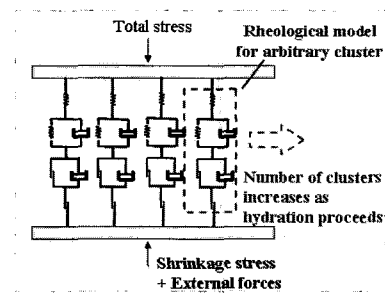 Total stress
Rheological model
for arbitrary cluster
Number of clusters
increases as
hydration proceeds
Shrinkage stress
+ External forces